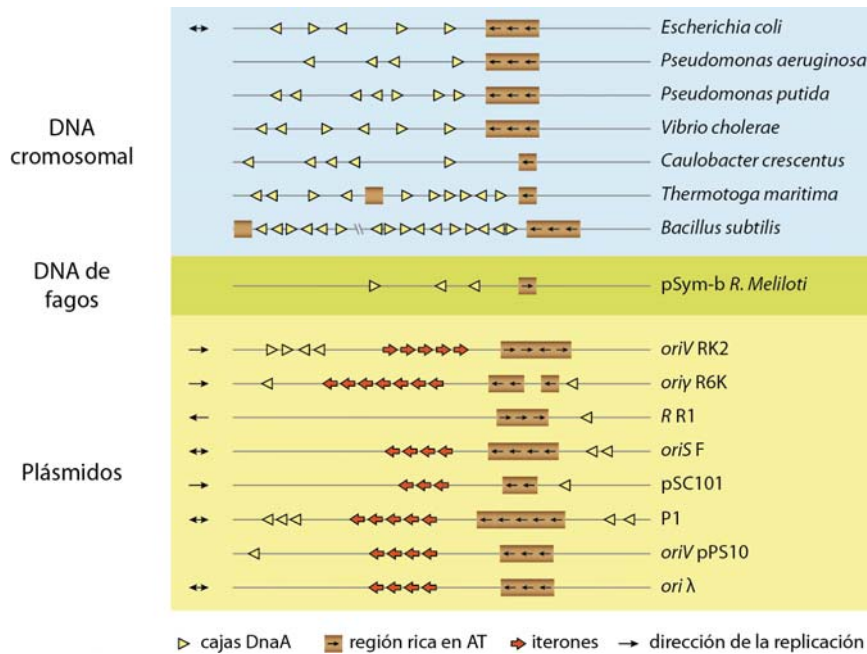 DNA
cromosomal
Escherichia coli
Pseudomonas aeruginosa
Pseudomonas putida
Vibrio cholerae
Caulobacter crescentus
Thermotoga maritima
Bacillus subtilis
DNA de
fagos
pSym-b R. Meliloti
Plásmidos
oriV RK2
oriγ R6K
R R1
oriS F
pSC101
P1
oriV pPS10
ori λ
cajas DnaA
región rica en AT
iterones
dirección de la replicación